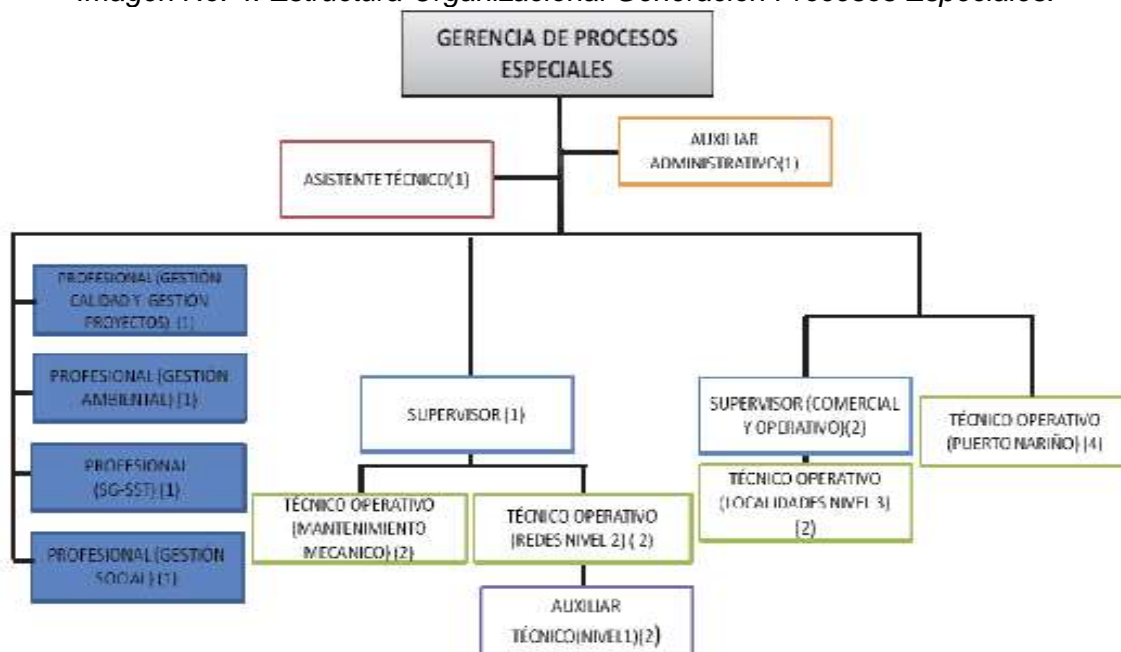 Imagen No. 4. Estructura Organizacional Generación Procesos Especiales.
GERENCIA DE PROCESOS
ESPECIALES
AUXILIAR
ADMINISTRATIVO(1)
ASISTENTE TÉCNICO(1)
PROFESIONAL (GESTIÓN
CALIDAD Y GESTIÓN
PROYECTOS) (1)
PROFESIONAL (GESTIÓN
AMBIENTAL) (1)
PROFESIONAL
(SG-SST) (1)
PROFESIONAL (GESTIÓN
SOCIAL) (1)
SUPERVISOR (1)
TÉCNICO OPERATIVO
(MANTENIMIENTO
MECANICO) (2)
TÉCNICO OPERATIVO
(REDES NIVEL 2) ( 2)
AUXILIAR
TÉCNICO(NIVEL1)(2)
SUPERVISOR (COMERCIAL
Y OPERATIVO)(2)
TÉCNICO OPERATIVO
(LOCALIDADES NIVEL 3)
(2)
TÉCNICO OPERATIVO
(PUERTO NARIÑO) (4)